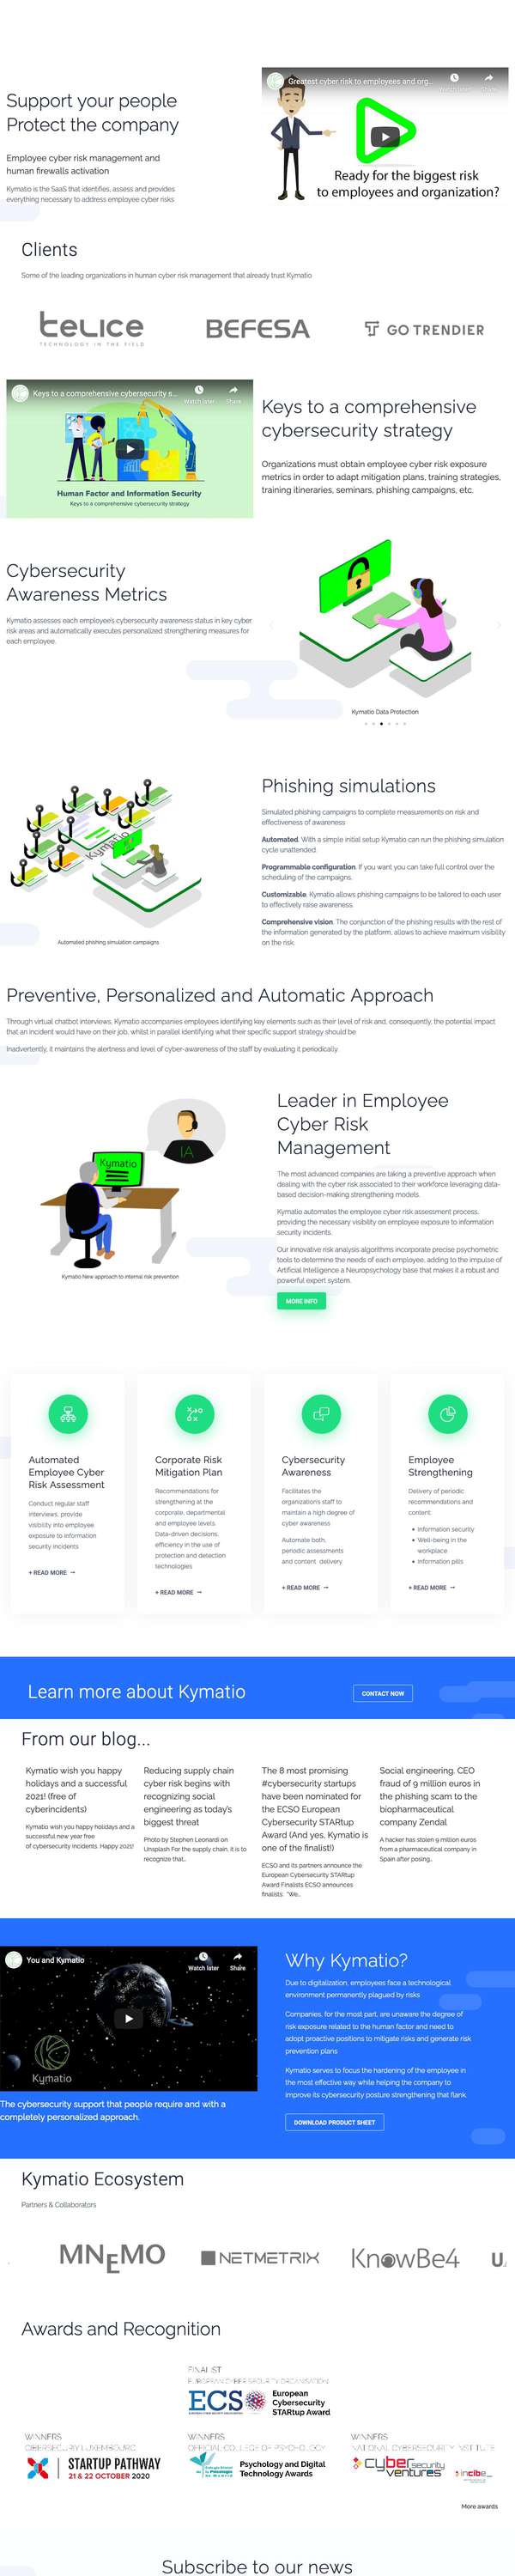 Support your people
Protect the company
Employee cyber risk management and
human firewalls activation
Kymatio is the SaaS that identifies, assess and provides
everything necessary to address employee cyber risks
Greatest cyber risk to employees and org...
Watch later
Share
Ready for the biggest risk
to employees and organization?
Clients
Some of the leading organizations in human cyber risk management that already trust Kymatio
telice
TECHNOLOGY IN THE FIELD
BEFESA
GO TRENDIER
Keys to a comprehensive cybersecurity s...
Watch later
Share
Human Factor and Information Security
Keys to a comprehensive cybersecurity strategy
Keys to a comprehensive
cybersecurity strategy
Organizations must obtain employee cyber risk exposure
metrics in order to adapt mitigation plans, training strategies,
training itineraries, seminars, phishing campaigns, etc.
Cybersecurity
Awareness Metrics
Kymatio assesses each employee's cybersecurity awareness status in key cyber
risk areas and automatically executes personalized strengthening measures for
each employee.
Kymatio Data Protection
Kymatio
Automated phishing simulation campaigns
Phishing simulations
Simulated phishing campaigns to complete measurements on risk and
effectiveness of awareness
Automated. With a simple initial setup Kymatio can run the phishing simulation
cycle unattended
Programmable configuration. If you want you can take full control over the
scheduling of the campaigns.
Customizable. Kymatio allows phishing campaigns to be tailored to each user
to effectively raise awareness.
Comprehensive vision. The conjunction of the phishing results with the rest of
the information generated by the platform, allows to achieve maximum visibility
on the risk.
Preventive, Personalized and Automatic Approach
Through virtual chatbot interviews, Kymatio accompanies employees identifying key elements such as their level of risk and, consequently, the potential impact
that an incident would have on their job, whilst in parallel identifying what their specific support strategy should be
Inadvertently, it maintains the alertness and level of cyber-awareness of the staff by evaluating it periodically
IA
Kymatio
Kymatio New approach to internal risk prevention
Leader in Employee
Cyber Risk
Management
The most advanced companies are taking a preventive approach when
dealing with the cyber risk associated to their workforce leveraging data-
based decision-making strengthening models.
Kymatio automates the employee cyber risk assessment process,
providing the necessary visibility on employee exposure to information
security incidents.
Our innovative risk analysis algorithms incorporate precise psychometric
tools to determine the needs of each employee, adding to the impulse of
Artificial Intelligence a Neuropsychology base that makes it a robust and
powerful expert system.
MORE INFO
Automated
Employee Cyber
Risk Assessment
Conduct regular staff
interviews, provide
visibility into employee
exposure to information
security incidents
+ READ MORE →
Corporate Risk
Mitigation Plan
Recommendations for
strengthening at the
corporate, departmental
and employee levels.
Data-driven decisions,
efficiency in the use of
protection and detection
technologies
+ READ MORE →
Cybersecurity
Awareness
Facilitates the
organization's staff to
maintain a high degree of
cyber awareness
Automate both,
periodic assessments
and content delivery
+ READ MORE →
Employee
Strengthening
Delivery of periodic
recommendations and
content:
• Information security
• Well-being in the
workplace
• Information pills
+ READ MORE →
Learn more about Kymatio
CONTACT NOW
From our blog...
Kymatio wish you happy
holidays and a successful
2021! (free of
cyberincidents)
Kymatio wish you happy holidays and a
successful new year free
of cybersecurity incidents. Happy 2021!
Reducing supply chain
cyber risk begins with
recognizing social
engineering as today's
biggest threat
Photo by Stephen Leonardi on
Unsplash For the supply chain, it is to
recognize that...
The 8 most promising
#cybersecurity startups
have been nominated for
the ECSO European
Cybersecurity STARtup
Award (And yes, Kymatio is
one of the finalist!)
ECSO and its partners announce the
European Cybersecurity STARtup
Award Finalists ECSO announces
finalists: "We...
Social engineering. CEO
fraud of 9 million euros in
the phishing scam to the
biopharmaceutical
company Zendal
A hacker has stolen 9 million euros
from a pharmaceutical company in
Spain after posing...
You and Kymatio
Watch later
Share
Kymatio
The cybersecurity support that people require and with a
completely personalized approach.
Why Kymatio?
Due to digitalization, employees face a technological
environment permanently plagued by risks
Companies, for the most part, are unaware the degree of
risk exposure related to the human factor and need to
adopt proactive positions to mitigate risks and generate risk
prevention plans
Kymatio serves to focus the hardening of the employee in
the most effective way while helping the company to
improve its cybersecurity posture strengthening that flank.
DOWNLOAD PRODUCT SHEET
Kymatio Ecosystem
Partners & Collaborators
MNEMO
NETMETRIX
KnowBe4
U
Awards and Recognition
FINALIST
EUROPEAN CYBER SECURITY ORGANISATION
ECS
European
Cybersecurity
STARtup Award
WINNERS
CYBERSECURITY LUXEMBOURG
STARTUP PATHWAY
21 & 22 OCTOBER 2020
WINNERS
OFFICIAL COLLEGE OF PSYCHOLOGY
Psychology and Digital
Technology Awards
WINNERS
NATIONAL CYBERSECURITY INSTITUTE
cybersecurity
ventures
incibe
More awards
Subscribe to our news